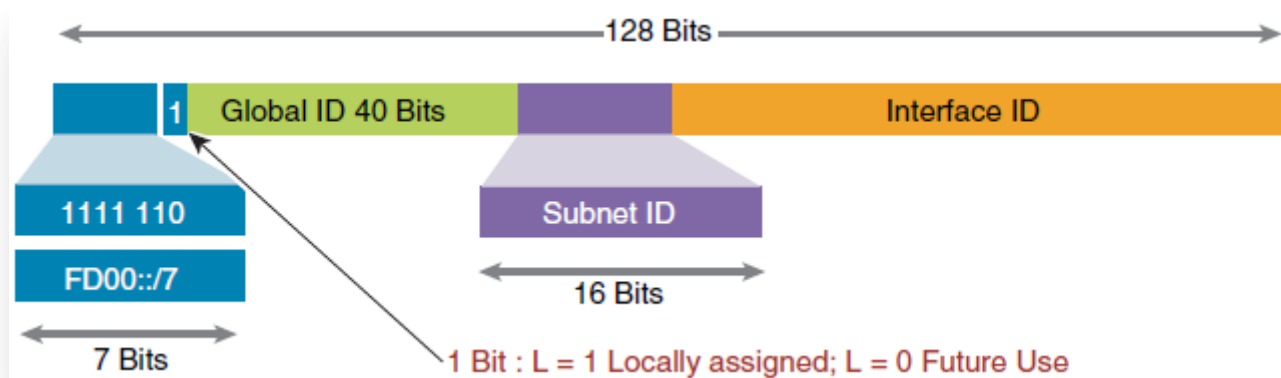 128 Bits
1 Global ID 40 Bits Interface ID
1111 110 Subnet ID
FD00::/7
16 Bits
7 Bits
1 Bit : L = 1 Locally assigned; L = 0 Future Use